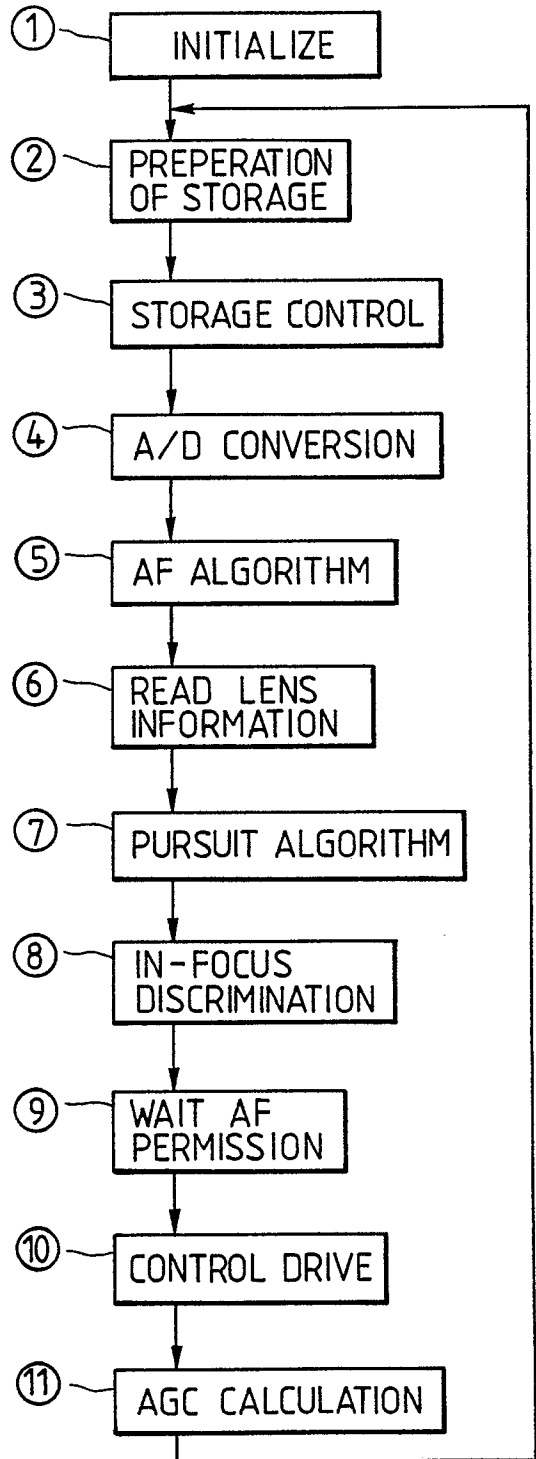 ① INITIALIZE
② PREPERATION
OF STORAGE
③ STORAGE CONTROL
④ A/D CONVERSION
⑤ AF ALGORITHM
⑥ READ LENS
INFORMATION
⑦ PURSUIT ALGORITHM
⑧ IN-FOCUS
DISCRIMINATION
⑨ WAIT AF
PERMISSION
⑩ CONTROL DRIVE
⑪ AGC CALCULATION